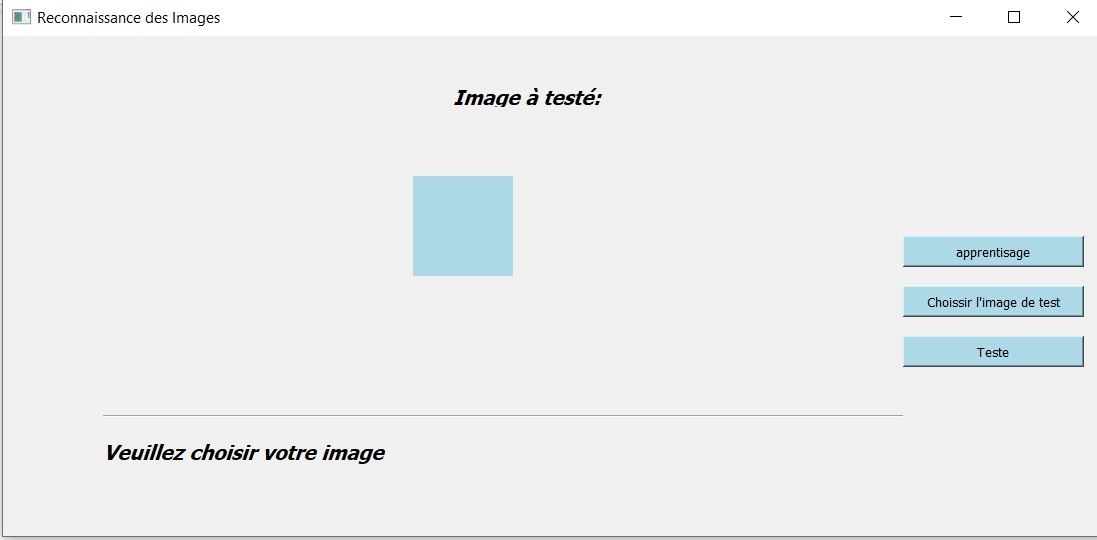 Reconnaissance des Images
Image à testé:
apprentisage
Choissir l'image de test
Teste
Veuillez choisir votre image